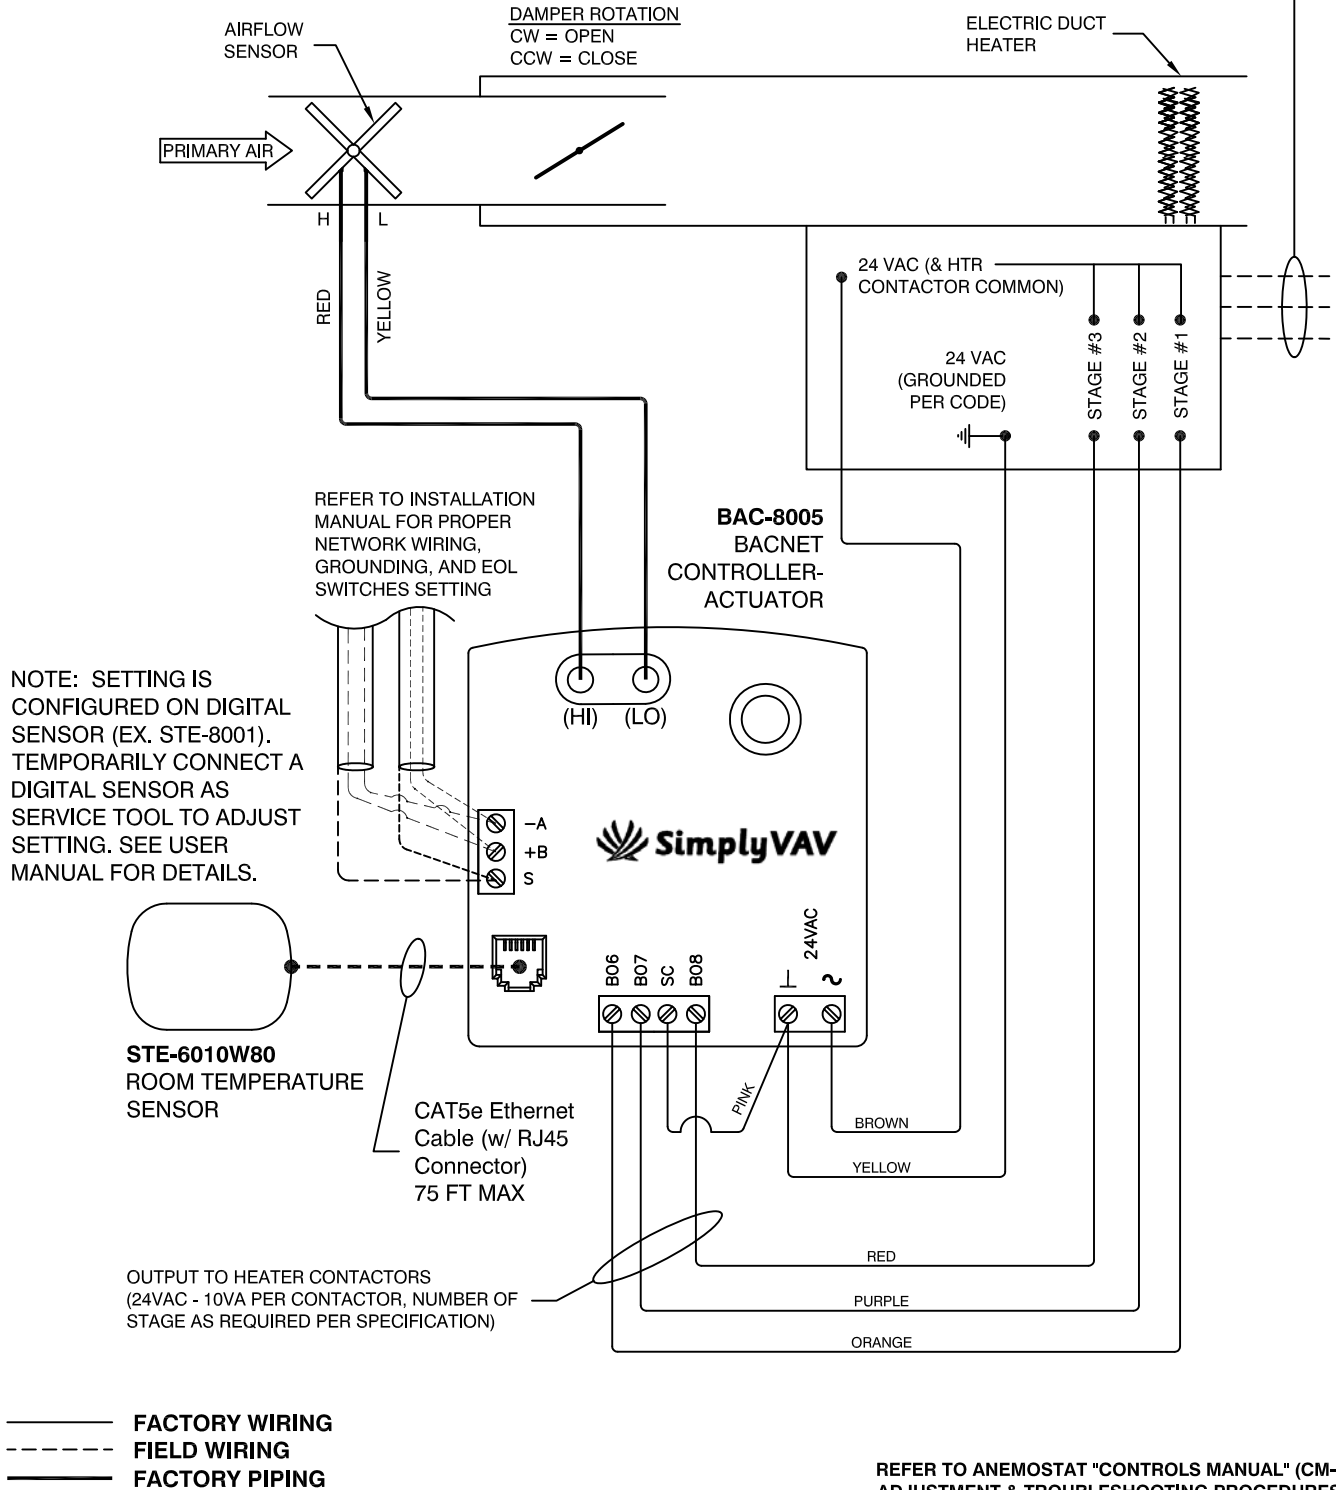 DAMPER ROTATION
CW = OPEN
CCW = CLOSE
AIRFLOW
SENSOR
ELECTRIC DUCT
HEATER
PRIMARY AIR
H
L
RED
YELLOW
24 VAC (& HTR
CONTACTOR COMMON)
24 VAC
(GROUNDED
PER CODE)
STAGE #3
STAGE #2
STAGE #1
REFER TO INSTALLATION
MANUAL FOR PROPER
NETWORK WIRING,
GROUNDING, AND EOL
SWITCHES SETTING
BAC-8005
BACNET
CONTROLLER-
ACTUATOR
NOTE: SETTING IS
CONFIGURED ON DIGITAL
SENSOR (EX. STE-8001).
TEMPORARILY CONNECT A
DIGITAL SENSOR AS
SERVICE TOOL TO ADJUST
SETTING. SEE USER
MANUAL FOR DETAILS.
(HI)
(LO)
-A
+B
S
SimplyVAV
BO6
BO7
SC
BO8
24VAC
⊥
~
STE-6010W80
ROOM TEMPERATURE
SENSOR
CAT5e Ethernet
Cable (w/ RJ45
Connector)
75 FT MAX
PINK
BROWN
YELLOW
RED
PURPLE
ORANGE
OUTPUT TO HEATER CONTACTORS
(24VAC - 10VA PER CONTACTOR, NUMBER OF
STAGE AS REQUIRED PER SPECIFICATION)
FACTORY WIRING
FIELD WIRING
FACTORY PIPING
REFER TO ANEMOSTAT "CONTROLS MANUAL" (CM-
ADJUSTMENT & TROUBLESHOOTING PROCEDURES